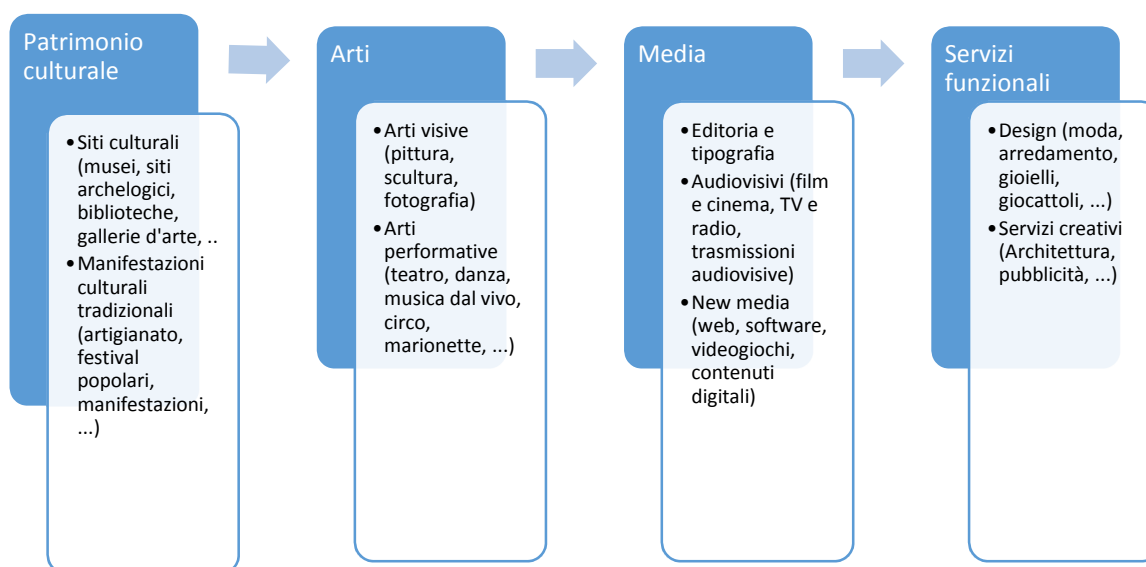 Patrimonio
culturale
•Siti culturali
(musei, siti
archelogici,
biblioteche,
gallerie d'arte, ..
•Manifestazioni
culturali
tradizionali
(artigianato,
festival
popolari,
manifestazioni,
...)
Arti
•Arti visive
(pittura,
scultura,
fotografia)
•Arti
performative
(teatro, danza,
musica dal vivo,
circo,
marionette, ...)
Media
•Editoria e
tipografia
•Audiovisivi (film
e cinema, TV e
radio,
trasmissioni
audiovisive)
•New media
(web, software,
videogiochi,
contenuti
digitali)
Servizi
funzionali
•Design (moda,
arredamento,
gioielli,
giocattoli, ...)
•Servizi creativi
(Architettura,
pubblicità, ...)